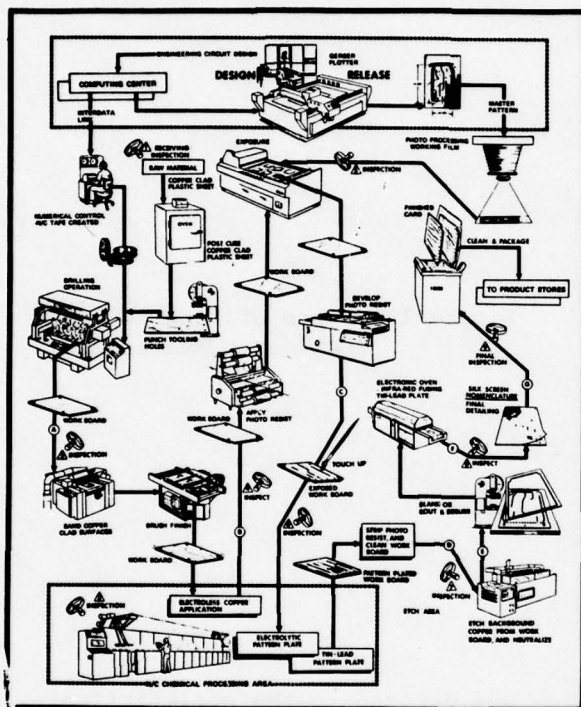 ENGINEERING CIRCUIT DESIGN
GERBER
PLOTTER
DESIGN
RELEASE
COMPUTING CENTER
INTERDATA
LINK
MASTER
PATTERN
RECEIVING
INSPECTION
RAW MATERIAL
COPPER CLAD
PLASTIC SHEET
EXPOSURE
INSPECTION
PHOTO PROCESSING
WORKING FILM
NUMERICAL CONTROL
N/C TAPE CREATED
OVEN
POST CURE
COPPER CLAD
PLASTIC SHEET
FINISHED
CARD
CLEAN & PACKAGE
TO PRODUCT STORES
DRILLING
OPERATION
WORK BOARD
PUNCH TOOLING
HOLES
DEVELOP
PHOTO RESIST
FINAL
INSPECTION
WORK BOARD
A
WORK BOARD
APPLY
PHOTO RESIST
C
ELECTRONIC OVEN
INFRA-RED FUSING
TIN-LEAD PLATE
SILK SCREEN
NOMENCLATURE
FINAL
DETAILING
G
INSPECTION
F
INSPECT
TOUCH UP
SAND COPPER
CLAD SURFACES
BRUSH FINISH
INSPECT
EXPOSED
WORK BOARD
BLANK OR
ROUT & DEBURR
INSPECTION
STRIP PHOTO
RESIST, AND
CLEAN WORK
BOARD
D
E
WORK BOARD
B
PATTERN PLATED
WORK BOARD
INSPECTION
ETCH AREA
ETCH BACKGROUND
COPPER FROM WORK
BOARD, AND NEUTRALIZE
INSPECTION
ELECTROLESS COPPER
APPLICATION
ELECTROLYTIC
PATTERN PLATE
TIN-LEAD
PATTERN PLATE
N/C CHEMICAL PROCESSING AREA